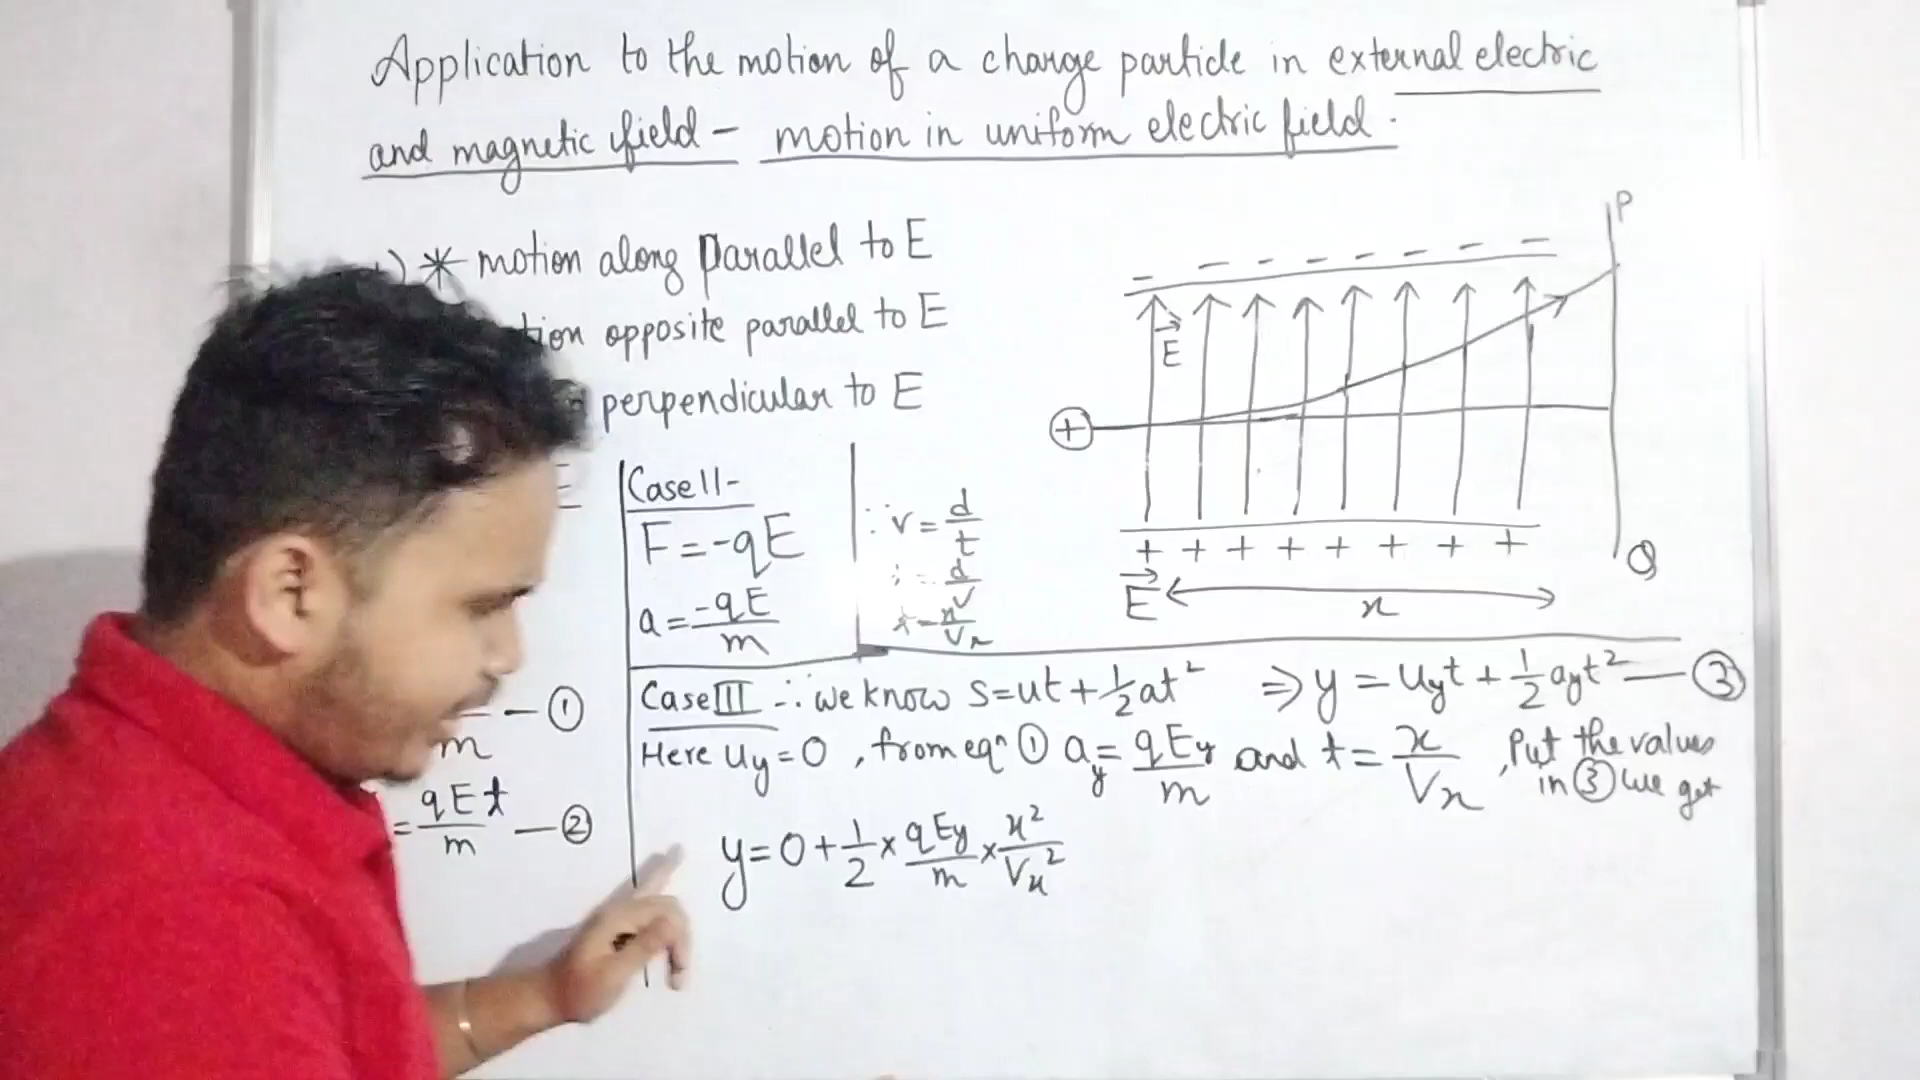 Application to the motion of a charge particle in external electric
and magnetic field – motion in uniform electric field.
* motion along parallel to E
tion opposite parallel to E
perpendicular to E
E
— ①
m
= qEt/m — ②
Case II-
F = -qE
a = -qE/m
∵ v = d/t
d/v
t = x/Vx
P
E⃗
+
– – – – – – –
+ + + + + + + +
E⃗
x
Q
Case III -∵ we know S=ut+½at² ⇒ y = Uyt + ½ ayt² — ③
Here Uy=0 , from eqⁿ ① ay = qEy/m and t = x/Vx , Put the values
in ③ we get
y = 0 + ½ × qEy/m × x²/Vx²